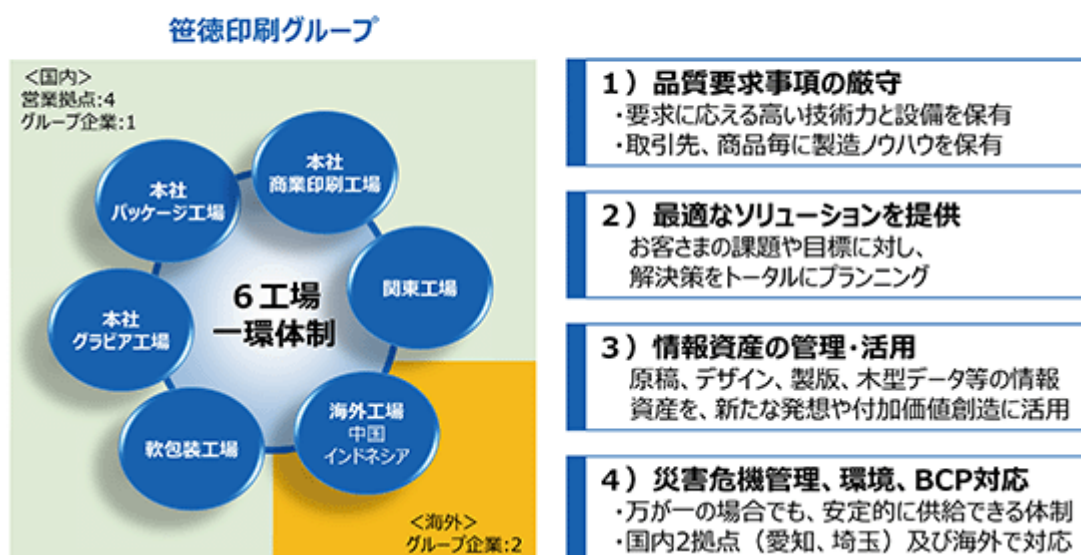 笹徳印刷グループ
<国内>
営業拠点:4
グループ企業:1
本社
商業印刷工場
本社
パッケージ工場
関東工場
6工場
一環体制
本社
グラビア工場
海外工場
中国
インドネシア
軟包装工場
<海外>
グループ企業:2
1）品質要求事項の厳守
・要求に応える高い技術力と設備を保有
・取引先、商品毎に製造ノウハウを保有
2）最適なソリューションを提供
お客さまの課題や目標に対し、
解決策をトータルにプランニング
3）情報資産の管理・活用
原稿、デザイン、製版、木型データ等の情報
資産を、新たな発想や付加価値創造に活用
4）災害危機管理、環境、BCP対応
・万が一の場合でも、安定的に供給できる体制
・国内2拠点（愛知、埼玉）及び海外で対応